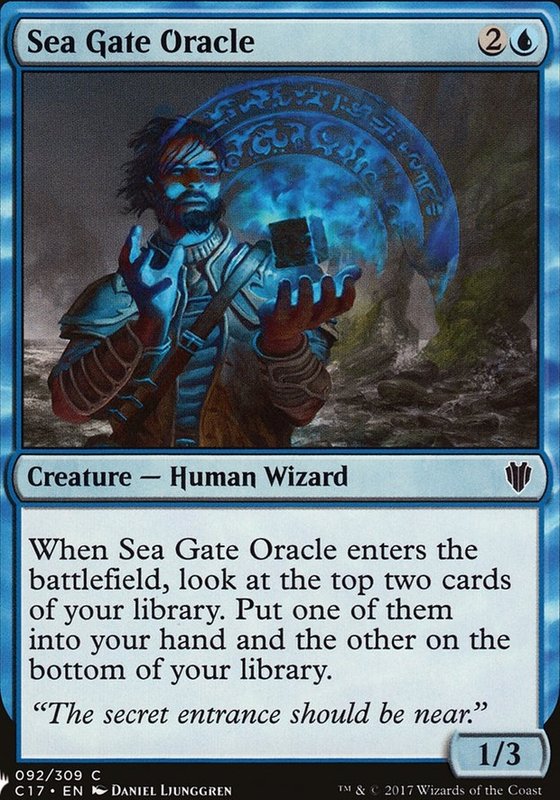 Sea Gate Oracle 2
Creature — Human Wizard
When Sea Gate Oracle enters the
battlefield, look at the top two cards
of your library. Put one of them
into your hand and the other on the
bottom of your library.
“The secret entrance should be near.”
1/3
092/309 C
C17 • EN Daniel Ljunggren
™ & © 2017 Wizards of the Coast